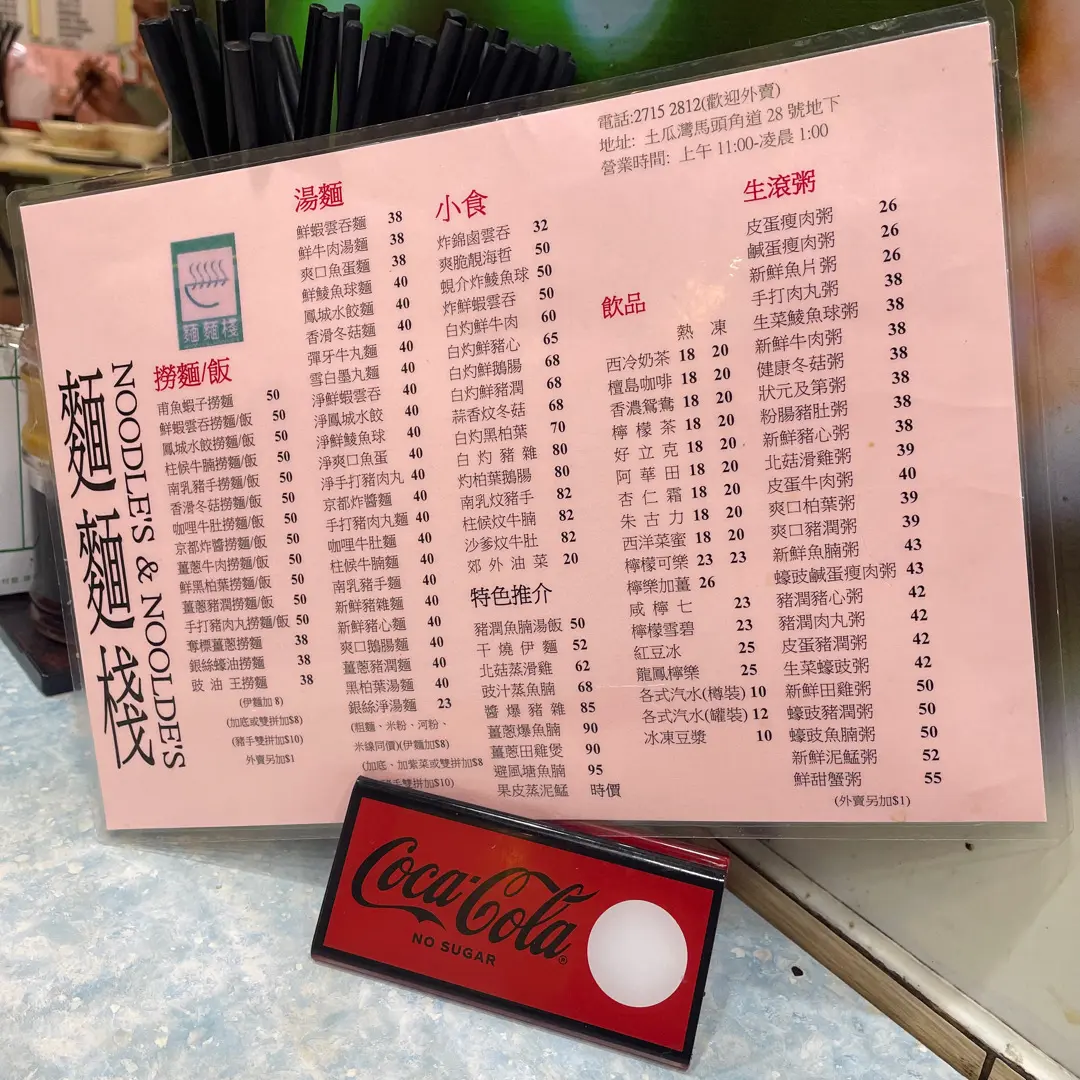 電話:2715 2812(歡迎外賣)
地址: 土瓜灣馬頭角道 28 號地下
營業時間: 上午 11:00-凌晨 1:00
麵麵棧
麵麵棧
NOODLE'S & NOOLDE'S
撈麵/飯
甫魚蝦子撈麵 50
鮮蝦雲吞撈麵/飯 50
鳳城水餃撈麵/飯 50
柱候牛腩撈麵/飯 50
南乳豬手撈麵/飯 50
香滑冬菇撈麵/飯 50
咖哩牛肚撈麵/飯 50
京都炸醬撈麵/飯 50
薑蔥牛肉撈麵/飯 50
鮮黑柏葉撈麵/飯 50
薑蔥豬潤撈麵/飯 50
手打豬肉丸撈麵/飯 50
奪標薑蔥撈麵 38
銀絲蠔油撈麵 38
豉油王撈麵 38
(伊麵加 8)
(加底或雙拼加$8)
(豬手雙拼加$10)
外賣另加$1
湯麵
鮮蝦雲吞麵 38
鮮牛肉湯麵 38
爽口魚蛋麵 38
鮮鯪魚球麵 40
鳳城水餃麵 40
香滑冬菇麵 40
彈牙牛丸麵 40
雪白墨丸麵 40
淨鮮蝦雲吞 40
淨鳳城水餃 40
淨鮮鯪魚球 40
淨爽口魚蛋 40
淨手打豬肉丸 40
京都炸醬麵 40
手打豬肉丸麵 40
咖哩牛肚麵 40
柱候牛腩麵 40
南乳豬手麵 40
新鮮豬雜麵 40
新鮮豬心麵 40
爽口鵝腸麵 40
薑蔥豬潤麵 40
黑柏葉湯麵 40
銀絲淨湯麵 23
(粗麵、米粉、河粉、
米線同價)(伊麵加$8)
(加底、加紫菜或雙拼加$8
手雙拼加$10)
小食
炸錦鹵雲吞 32
爽脆靚海哲 50
蜆介炸鯪魚球 50
炸鮮蝦雲吞 50
白灼鮮牛肉 60
白灼鮮豬心 65
白灼鮮鵝腸 68
白灼鮮豬潤 68
蒜香炆冬菇 68
白灼黑柏葉 70
白灼豬雜 80
灼柏葉鵝腸 80
南乳炆豬手 82
柱候炆牛腩 82
沙爹炆牛肚 82
郊外油菜 20
特色推介
豬潤魚腩湯飯 50
干燒伊麵 52
北菇蒸滑雞 62
豉汁蒸魚腩 68
醬爆豬雜 85
薑蔥爆魚腩 90
薑蔥田雞煲 90
避風塘魚腩 95
果皮蒸泥鯭 時價
飲品
熱 凍
西冷奶茶 18 20
檀島咖啡 18 20
香濃鴛鴦 18 20
檸檬茶 18 20
好立克 18 20
阿華田 18 20
杏仁霜 18 20
朱古力 18 20
西洋菜蜜 18 20
檸檬可樂 23 23
檸樂加薑 26
咸檸七 23
檸檬雪碧 23
紅豆冰 25
龍鳳檸樂 25
各式汽水(樽裝) 10
各式汽水(罐裝) 12
冰凍豆漿 10
生滾粥
皮蛋瘦肉粥 26
鹹蛋瘦肉粥 26
新鮮魚片粥 26
手打肉丸粥 38
生菜鯪魚球粥 38
新鮮牛肉粥 38
健康冬菇粥 38
狀元及第粥 38
粉腸豬肚粥 38
新鮮豬心粥 38
北菇滑雞粥 39
皮蛋牛肉粥 40
爽口柏葉粥 39
爽口豬潤粥 39
新鮮魚腩粥 43
蠔豉鹹蛋瘦肉粥 43
豬潤豬心粥 42
豬潤肉丸粥 42
皮蛋豬潤粥 42
生菜蠔豉粥 42
新鮮田雞粥 50
蠔豉豬潤粥 50
蠔豉魚腩粥 50
新鮮泥鯭粥 52
鮮甜蟹粥 55
(外賣另加$1)
Coca-Cola
NO SUGAR